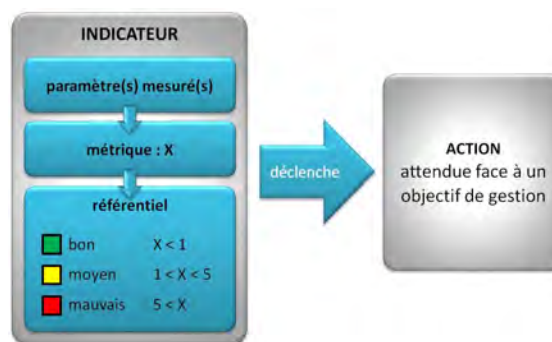 INDICATEUR
paramètre(s) mesuré(s)
métrique : X
référentiel
bon X < 1
moyen 1 < X < 5
mauvais 5 < X
déclenche
ACTION
attendue face à un
objectif de gestion